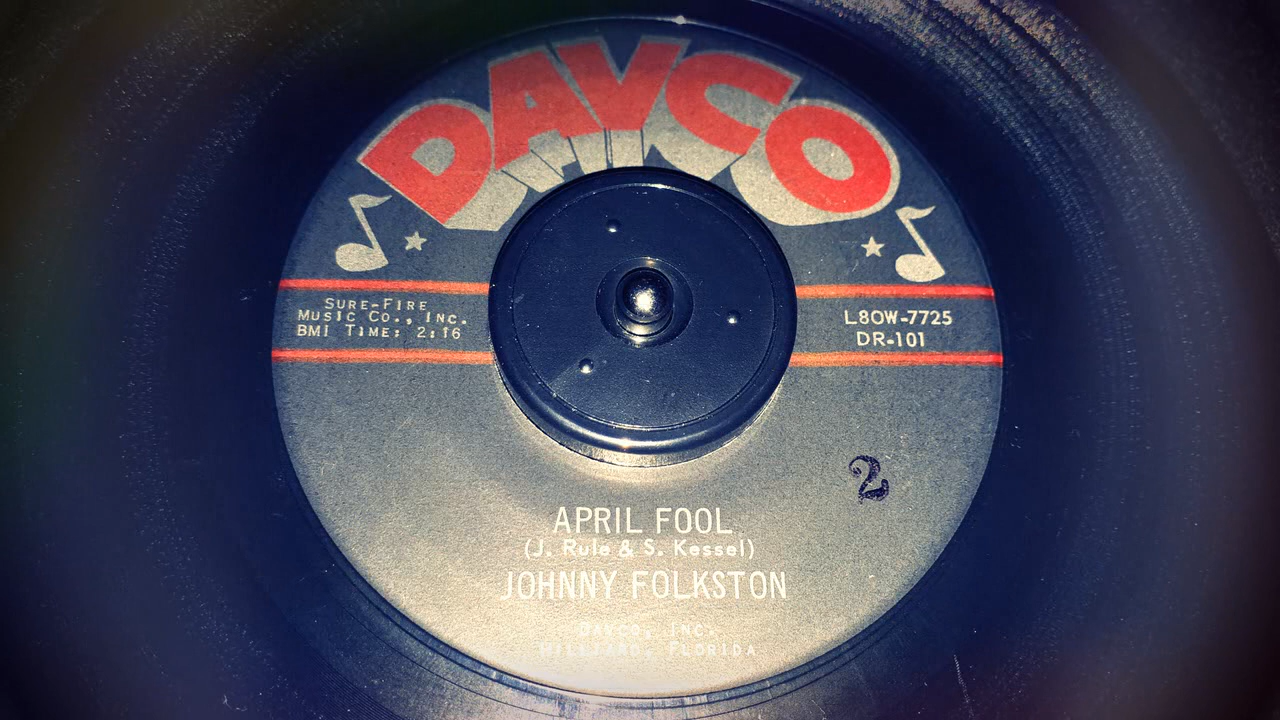 DAVCO
SURE-FIRE
MUSIC CO., INC.
BMI TIME: 2:16
L8OW-7725
DR-101
2
APRIL FOOL
(J. Rule & S. Kessel)
JOHNNY FOLKSTON
DAVCO, INC.
HILLIARD, FLORIDA